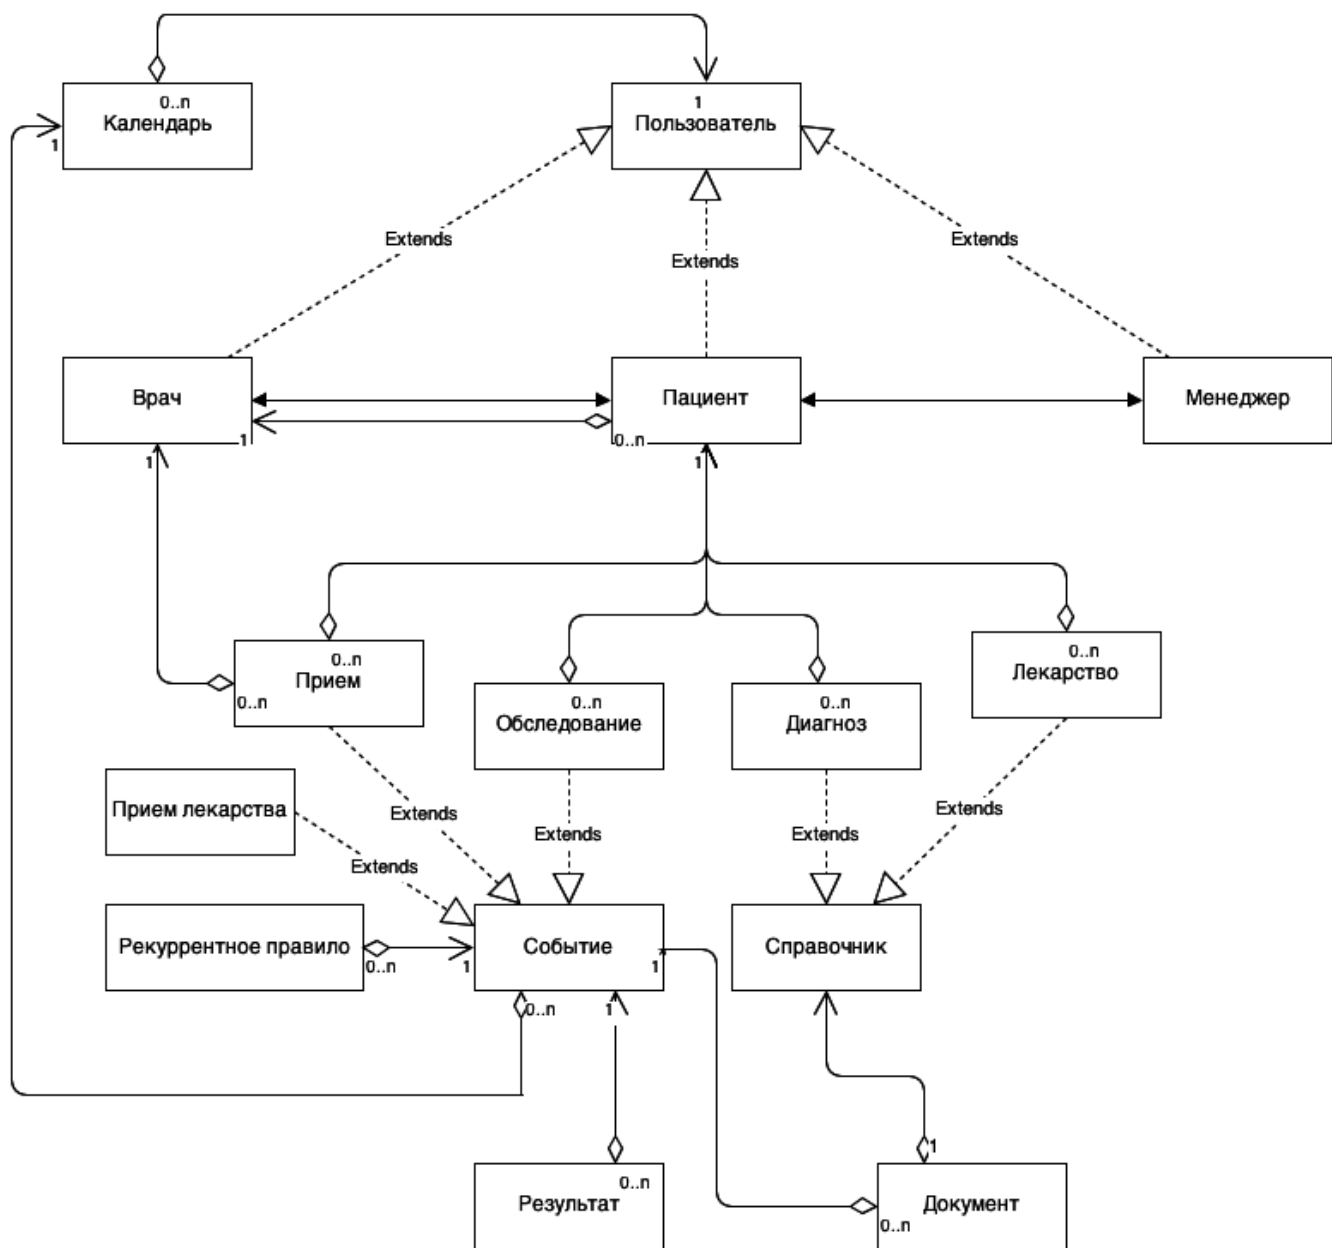 0..n
Календарь
1
1
Пользователь
Extends
Extends
Extends
Врач
1
Пациент
0..n
Менеджер
1
1
0..n
Прием
0..n
0..n
Обследование
0..n
Диагноз
0..n
Лекарство
Прием лекарства
Extends
Extends
Extends
Extends
Extends
Рекуррентное правило
0..n
1
Событие
1
0..n
1
Справочник
0..n
Результат
1
Документ
0..n